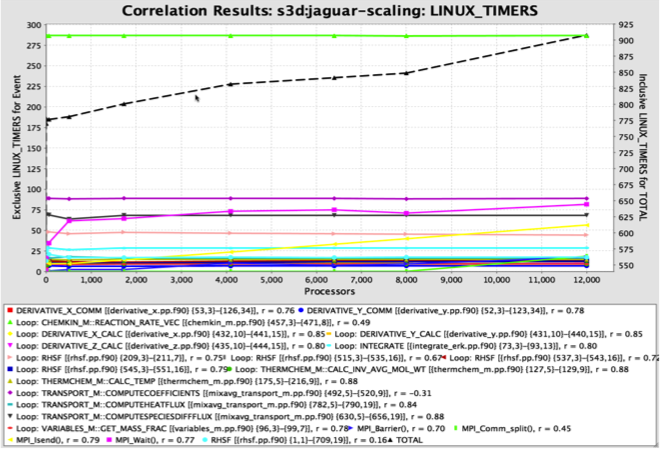 Correlation Results: s3d:jaguar-scaling: LINUX_TIMERS
Exclusive LINUX_TIMERS for Event
300
275
250
225
200
175
150
125
100
75
50
25
0
0 1,000 2,000 3,000 4,000 5,000 6,000 7,000 8,000 9,000 10,000 11,000 12,000
Processors
925
900
875
850
825
800
775
750
725
700
675
650
625
600
575
550
Inclusive LINUX_TIMERS for TOTAL
DERIVATIVE_X_COMM [{derivative_x.pp.f90} {53,3}-{126,34}], r = 0.76 DERIVATIVE_Y_COMM [{derivative_y.pp.f90} {52,3}-{123,34}], r = 0.78
Loop: CHEMKIN_M::REACTION_RATE_VEC [{chemkin_m.pp.f90} {457,3}-{471,8}], r = 0.49
Loop: DERIVATIVE_X_CALC [{derivative_x.pp.f90} {432,10}-{441,15}], r = 0.85 Loop: DERIVATIVE_Y_CALC [{derivative_y.pp.f90} {431,10}-{440,15}], r = 0.85
Loop: DERIVATIVE_Z_CALC [{derivative_z.pp.f90} {435,10}-{444,15}], r = 0.80 Loop: INTEGRATE [{integrate_erk.pp.f90} {73,3}-{93,13}], r = 0.80
Loop: RHSF [{rhsf.pp.f90} {209,3}-{211,7}], r = 0.75 Loop: RHSF [{rhsf.pp.f90} {515,3}-{535,16}], r = 0.67 Loop: RHSF [{rhsf.pp.f90} {537,3}-{543,16}], r = 0.72
Loop: RHSF [{rhsf.pp.f90} {545,3}-{551,16}], r = 0.79 Loop: THERMCHEM_M::CALC_INV_AVG_MOL_WT [{thermchem_m.pp.f90} {127,5}-{129,9}], r = 0.88
Loop: THERMCHEM_M::CALC_TEMP [{thermchem_m.pp.f90} {175,5}-{216,9}], r = 0.88
Loop: TRANSPORT_M::COMPUTECOEFFICIENTS [{mixavg_transport_m.pp.f90} {492,5}-{520,9}], r = -0.31
Loop: TRANSPORT_M::COMPUTEHEATFLUX [{mixavg_transport_m.pp.f90} {782,5}-{790,19}], r = 0.84
Loop: TRANSPORT_M::COMPUTESPECIESDIFFFLUX [{mixavg_transport_m.pp.f90} {630,5}-{656,19}], r = 0.88
Loop: VARIABLES_M::GET_MASS_FRAC [{variables_m.pp.f90} {96,3}-{99,7}], r = 0.78 MPI_Barrier(), r = 0.70 MPI_Comm_split(), r = 0.45
MPI_Isend(), r = 0.79 MPI_Wait(), r = 0.77 RHSF [{rhsf.pp.f90} {1,1}-{709,19}], r = 0.16 TOTAL